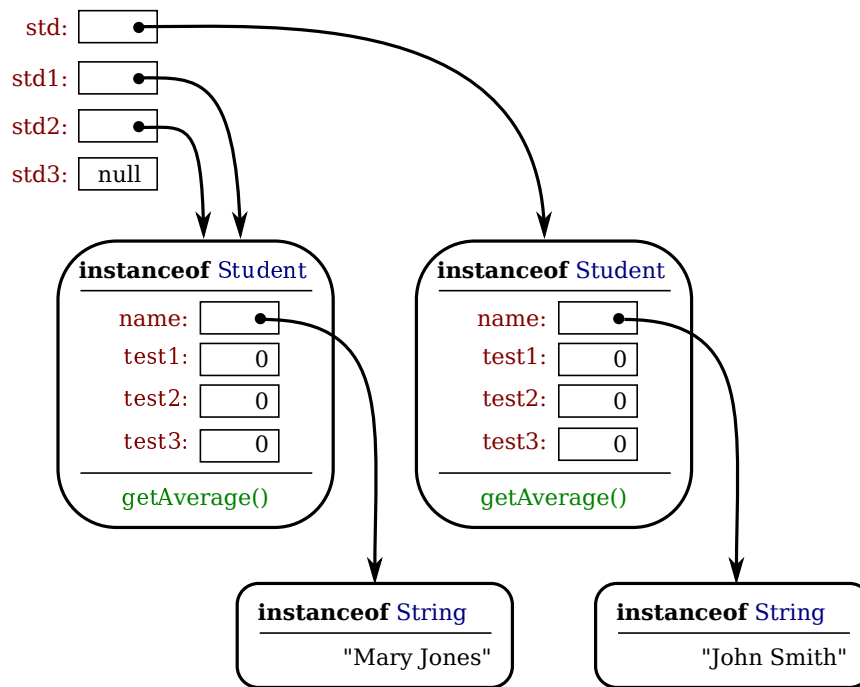 std:
std1:
std2:
std3: null
instanceof Student
name:
test1: 0
test2: 0
test3: 0
getAverage()
instanceof Student
name:
test1: 0
test2: 0
test3: 0
getAverage()
instanceof String
"Mary Jones"
instanceof String
"John Smith"